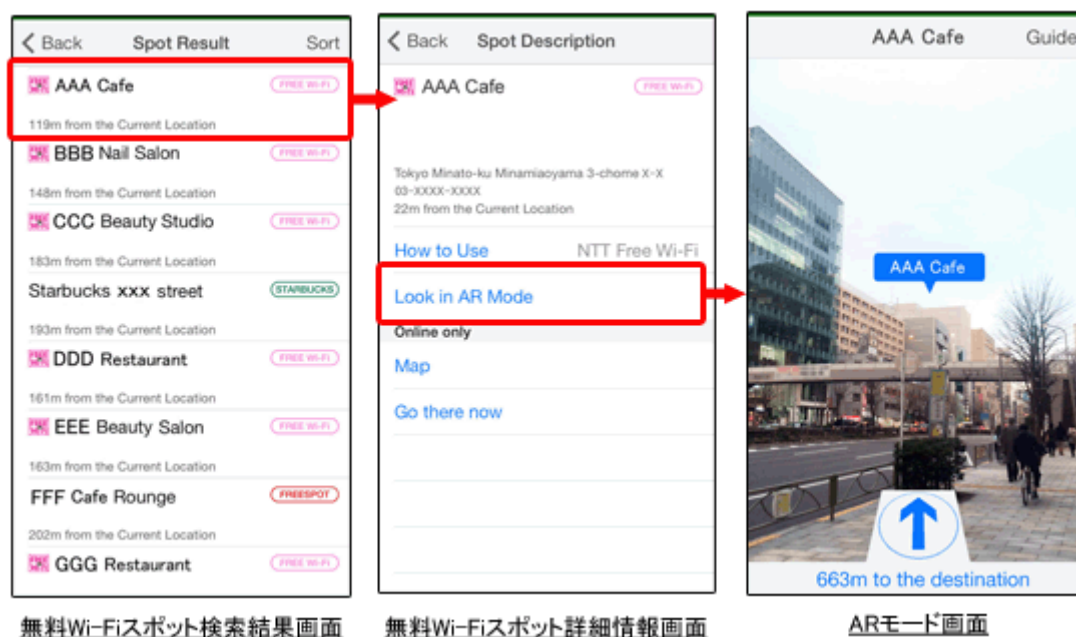 Back Spot Result Sort
AAA Cafe FREE Wi-Fi
119m from the Current Location
BBB Nail Salon FREE Wi-Fi
148m from the Current Location
CCC Beauty Studio FREE Wi-Fi
183m from the Current Location
Starbucks xxx street STARBUCKS
193m from the Current Location
DDD Restaurant FREE Wi-Fi
161m from the Current Location
EEE Beauty Salon FREE Wi-Fi
163m from the Current Location
FFF Cafe Rounge FREESPOT
202m from the Current Location
GGG Restaurant FREE Wi-Fi
無料Wi-Fiスポット検索結果画面
Back Spot Description
AAA Cafe FREE Wi-Fi
Tokyo Minato-ku Minamiaoyama 3-chome X-X
03-XXXX-XXXX
22m from the Current Location
How to Use NTT Free Wi-Fi
Look in AR Mode
Online only
Map
Go there now
無料Wi-Fiスポット詳細情報画面
AAA Cafe Guide
AAA Cafe
663m to the destination
ARモード画面